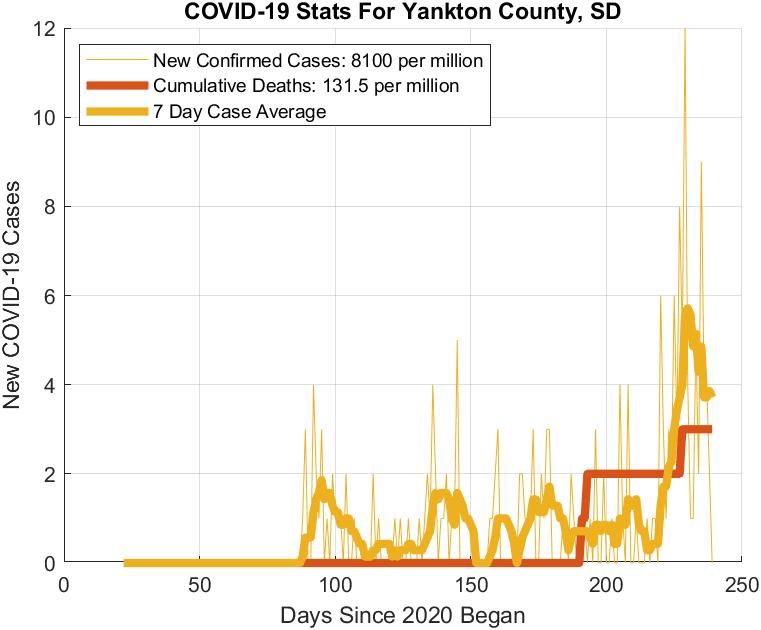 COVID-19 Stats For Yankton County, SD
New Confirmed Cases: 8100 per million
Cumulative Deaths: 131.5 per million
7 Day Case Average
New COVID-19 Cases
12
10
8
6
4
2
0
0 50 100 150 200 250
Days Since 2020 Began